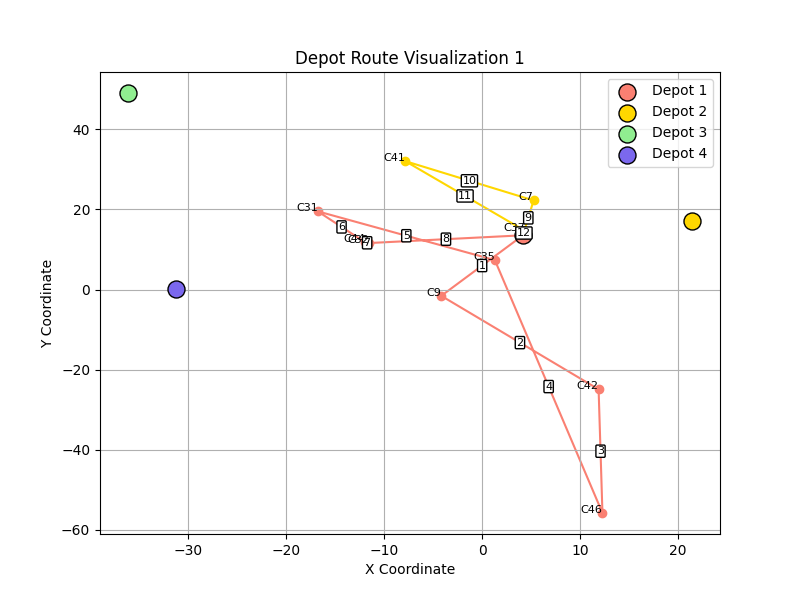 Depot Route Visualization 1
Depot 1
Depot 2
Depot 3
Depot 4
40
20
0
−20
−40
−60
Y Coordinate
C41
10
11
C7
9
C31
6
7
5
8
12
C35
1
C9
2
4
C42
3
C46
−30
−20
−10
0
10
20
X Coordinate